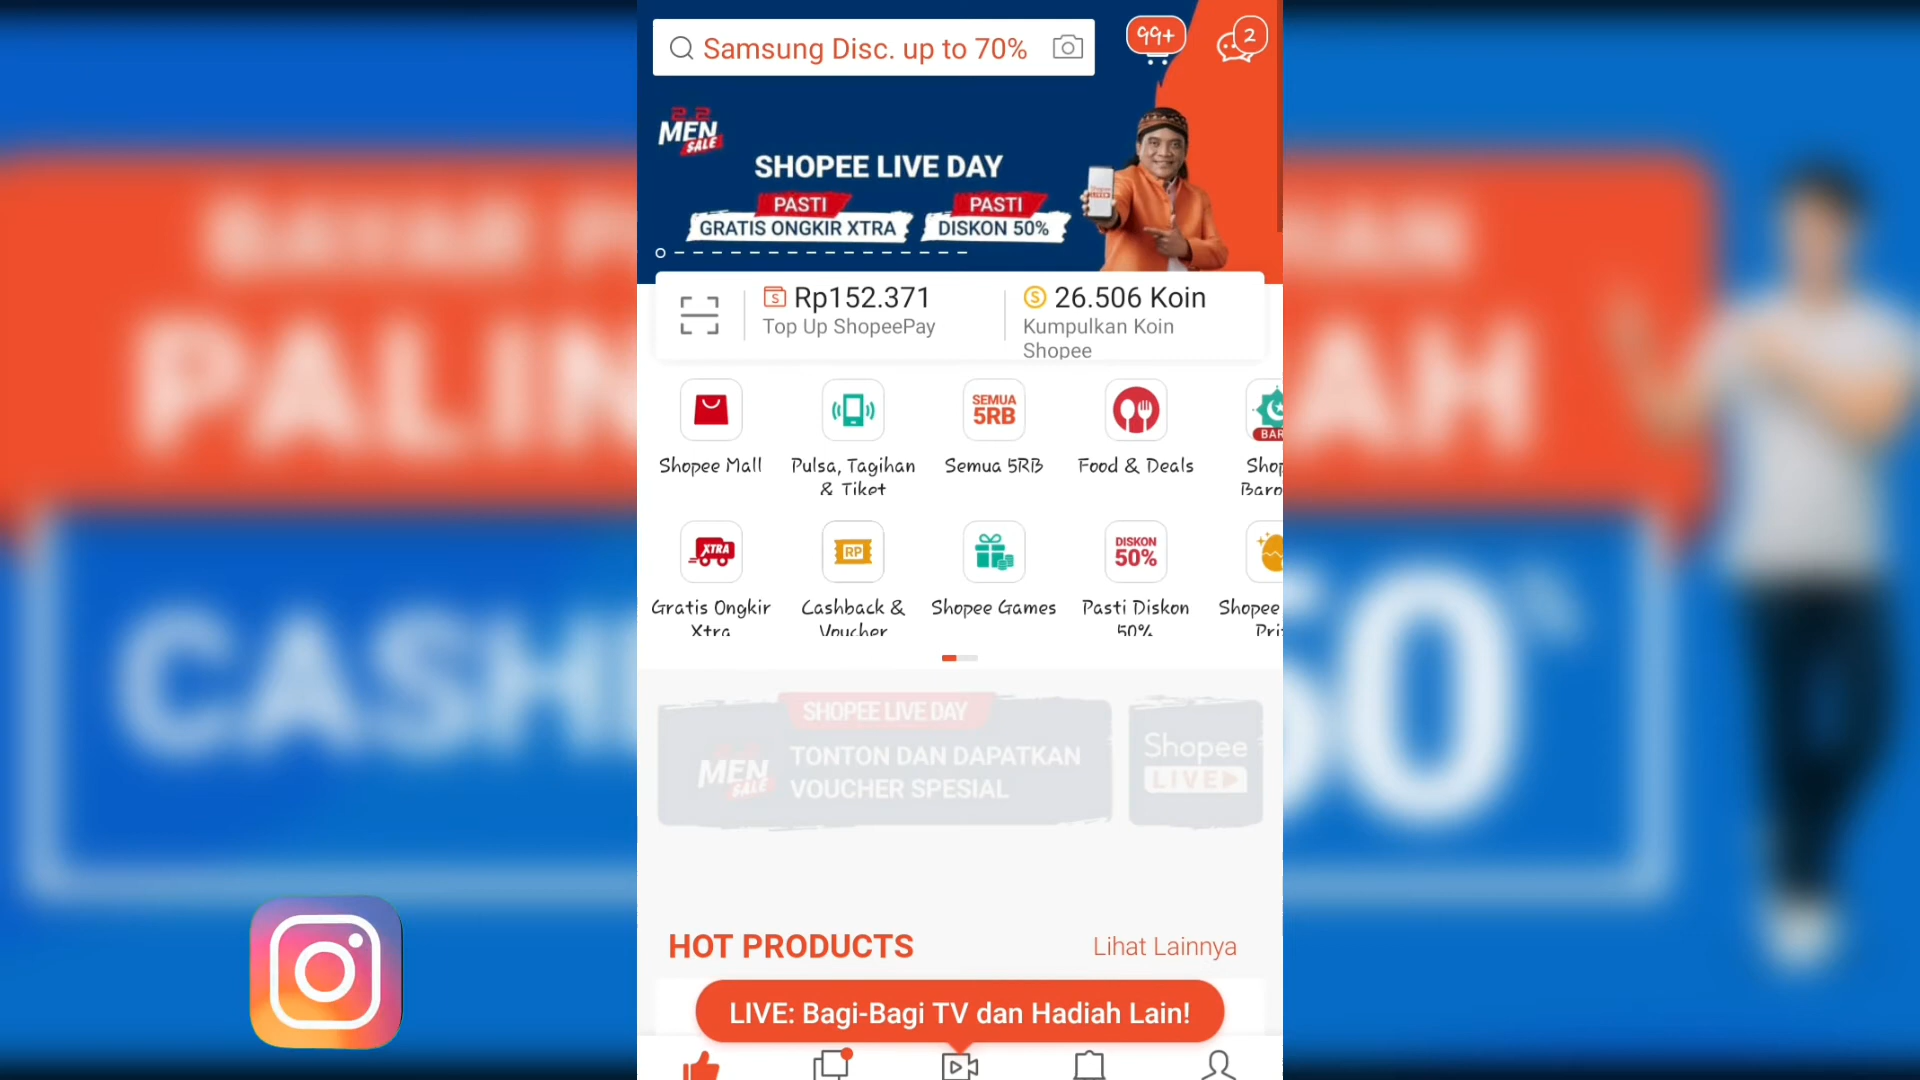 Samsung Disc. up to 70%
99+
2
2 2
MEN
SALE
SHOPEE LIVE DAY
PASTI
GRATIS ONGKIR XTRA
PASTI
DISKON 50%
Rp152.371
Top Up ShopeePay
26.506 Koin
Kumpulkan Koin
Shopee
SEMUA
5RB
Shopee Mall
Pulsa, Tagihan
& Tiket
Semua 5RB
Food & Deals
XTRA
RP
DISKON
50%
Gratis Ongkir
Xtra
Cashback &
Voucher
Shopee Games
Pasti Diskon
50%
Shopee
SHOPEE LIVE DAY
MEN
SALE
TONTON DAN DAPATKAN
VOUCHER SPESIAL
Shopee
LIVE
HOT PRODUCTS
Lihat Lainnya
LIVE: Bagi-Bagi TV dan Hadiah Lain!